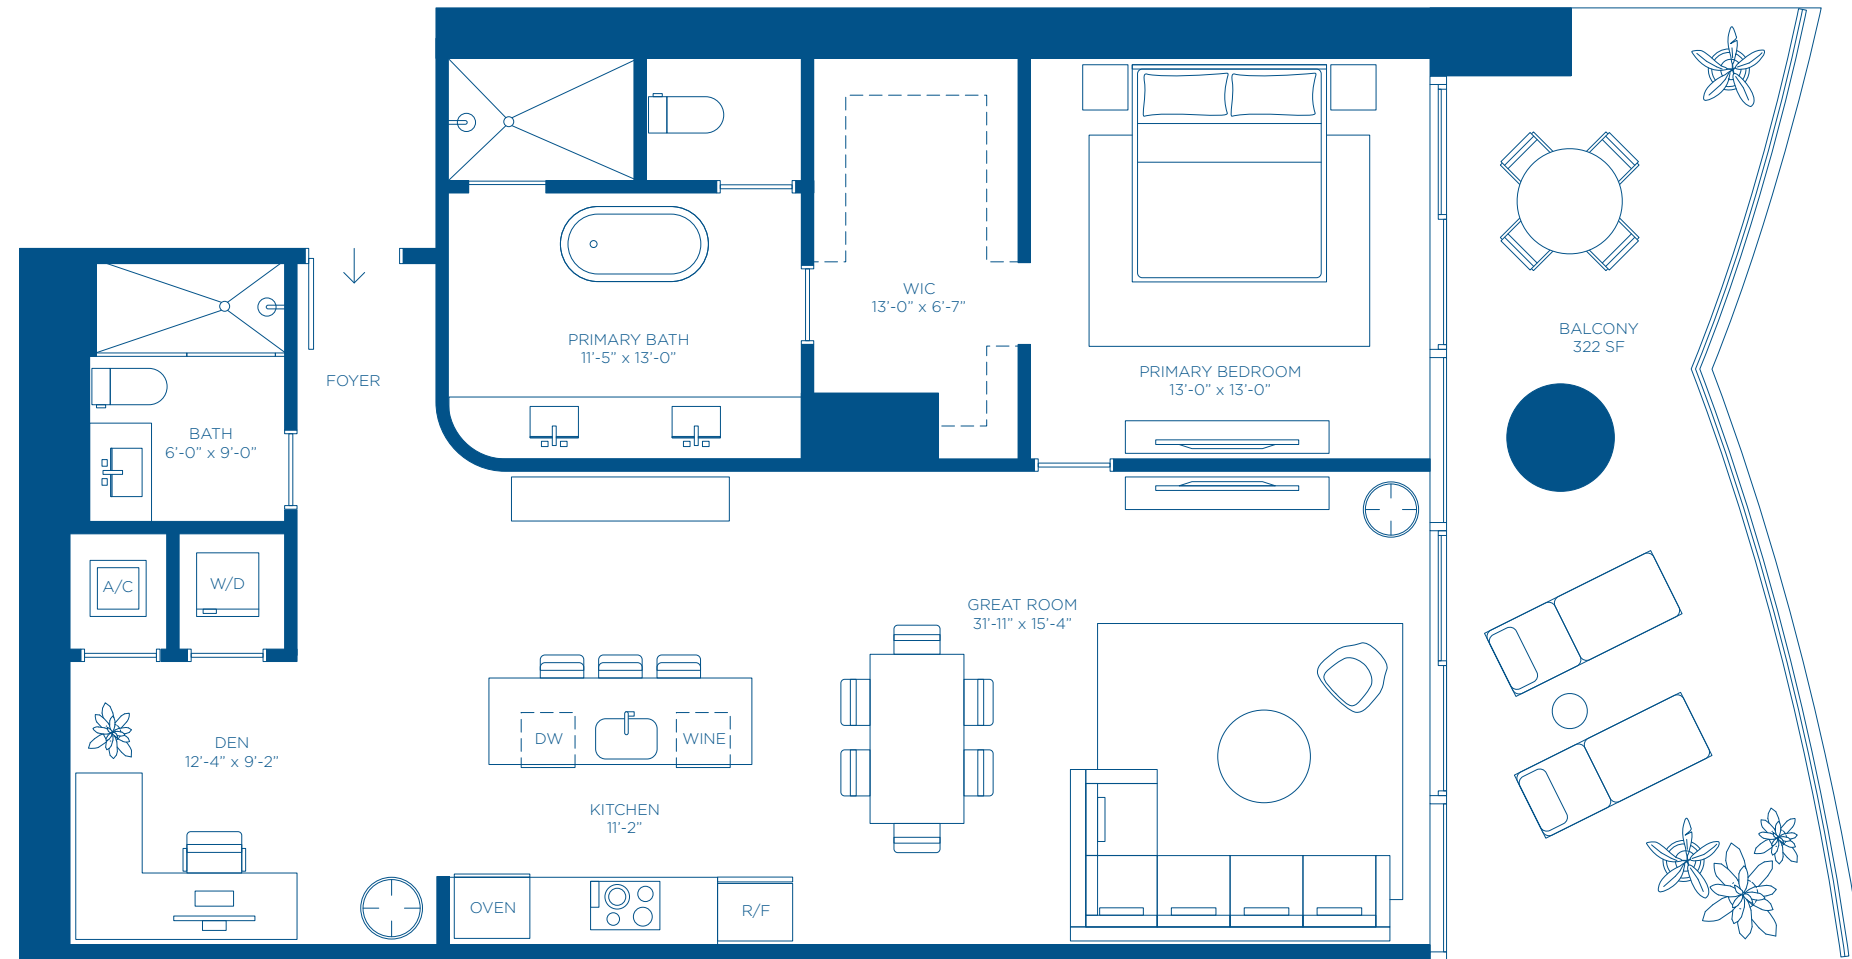 WIC
13’-0” x 6’-7”
PRIMARY BATH
11’-5” x 13’-0”
PRIMARY BEDROOM
13’-0” x 13’-0”
BALCONY
322 SF
FOYER
BATH
6’-0” x 9’-0”
A/C
W/D
GREAT ROOM
31’-11” x 15’-4”
DEN
12’-4” x 9’-2”
DW
WINE
KITCHEN
11’-2”
OVEN
R/F